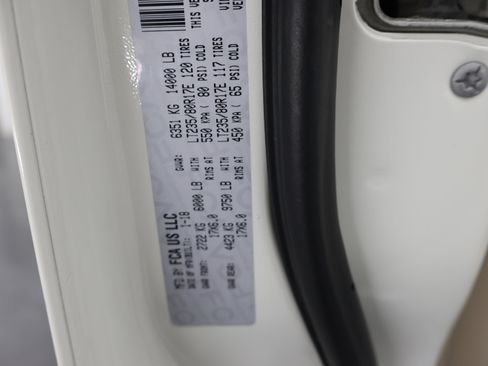 MFD BY FCA US LLC
DATE OF MFR 1-18 GVWR: 6351 KG 14000 LB
GAWR FRONT: 2722 KG 6000 LB WITH LT235/80R17E 120 TIRES
17X6.0 RIMS AT 550 KPA ( 80 PSI) COLD THIS VE
GAWR REAR: 4423 KG 9750 LB WITH LT235/80R17E 117 TIRES
17X6.0 RIMS AT 450 KPA ( 65 PSI) COLD